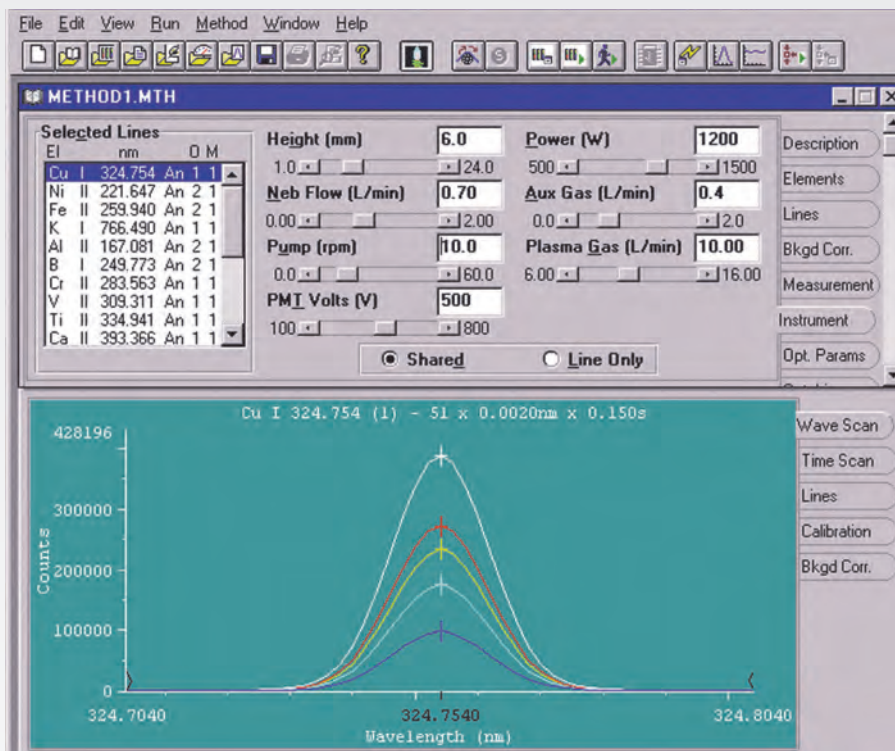 File Edit View Run Method Window Help
METHOD1.MTH
Selected Lines
El nm O M
Cu I 324.754 An 1 1
Ni II 221.647 An 2 1
Fe II 259.940 An 2 1
K I 766.490 An 1 1
Al II 167.081 An 2 1
B I 249.773 An 2 1
Cr II 283.563 An 1 1
V II 309.311 An 1 1
Ti II 334.941 An 1 1
Ca II 393.366 An 1 1
Height (mm) 6.0
1.0 24.0
Neb Flow (L/min) 0.70
0.00 2.00
Pump (rpm) 10.0
0.0 60.0
PMT Volts (V) 500
100 800
Power (W) 1200
500 1500
Aux Gas (L/min) 0.4
0.0 2.0
Plasma Gas (L/min) 10.00
6.00 16.00
Shared Line Only
Description
Elements
Lines
Bkgd Corr.
Measurement
Instrument
Opt. Params
Cu I 324.754 (1) - 51 x 0.0020nm x 0.150s
428196
300000
200000
100000
0
Counts
324.7040 324.7540 324.8040
Wavelength (nm)
Wave Scan
Time Scan
Lines
Calibration
Bkgd Corr.